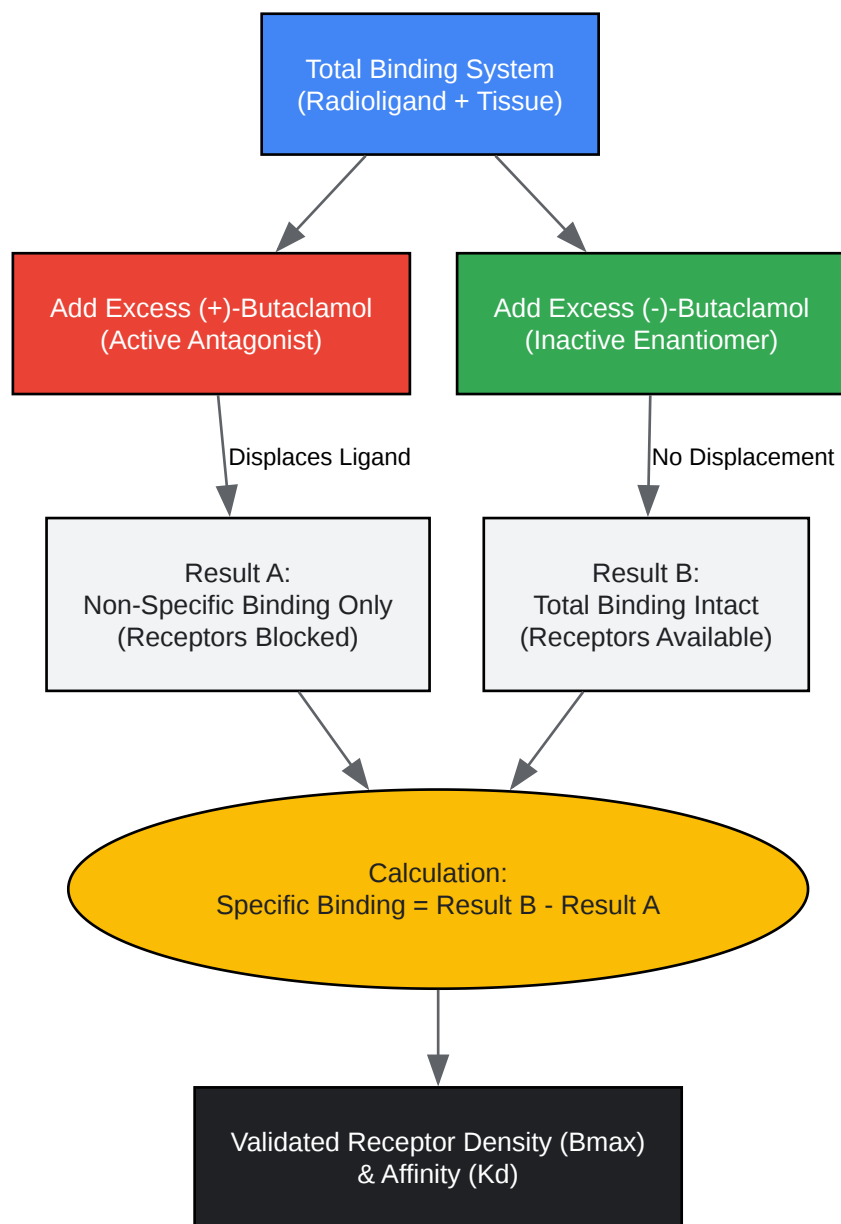 Total Binding System
(Radioligand + Tissue)
Add Excess (+)-Butaclamol
(Active Antagonist)
Add Excess (-)-Butaclamol
(Inactive Enantiomer)
Displaces Ligand
No Displacement
Result A:
Non-Specific Binding Only
(Receptors Blocked)
Result B:
Total Binding Intact
(Receptors Available)
Calculation:
Specific Binding = Result B - Result A
Validated Receptor Density (Bmax)
& Affinity (Kd)